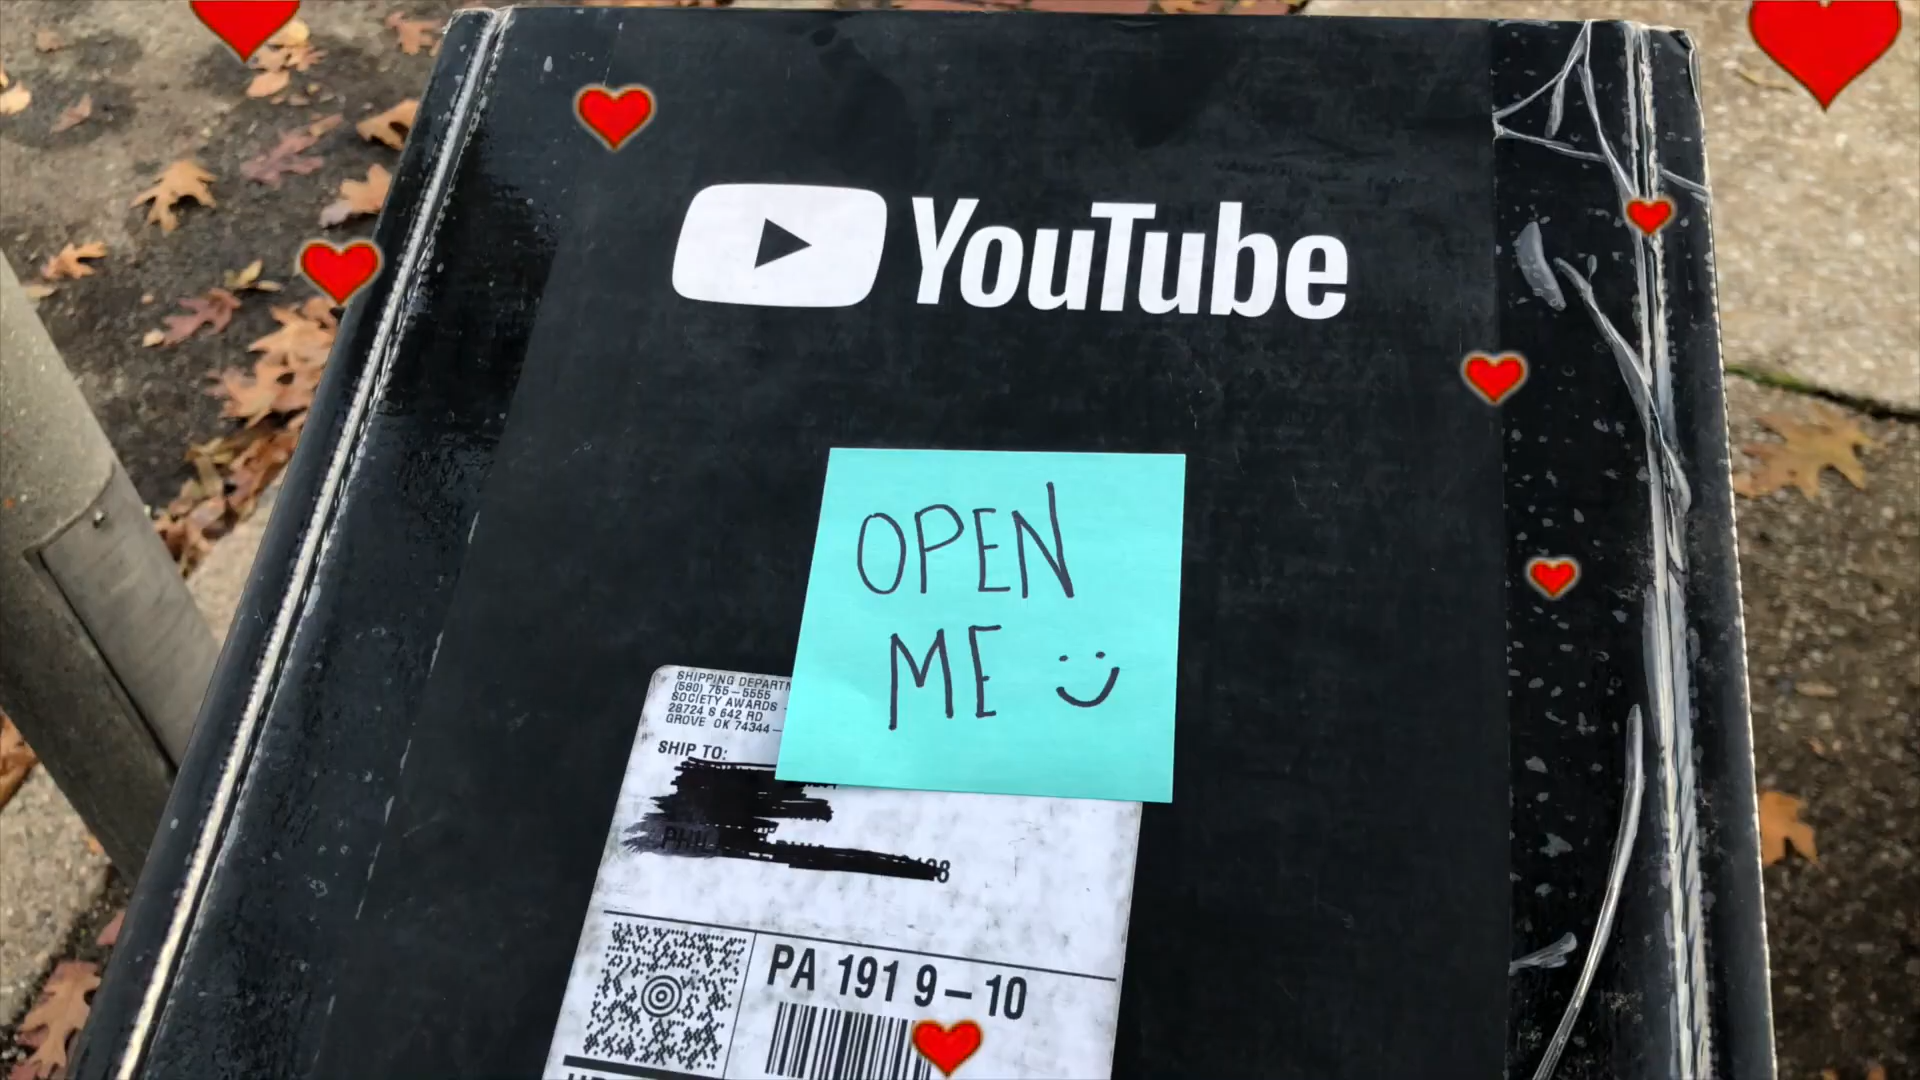 YouTube
OPEN
ME :)
SHIPPING DEPARTM
(580) 755-5555
SOCIETY AWARDS
28724 S 642 RD
GROVE OK 74344-
SHIP TO:
PA 191 9-10